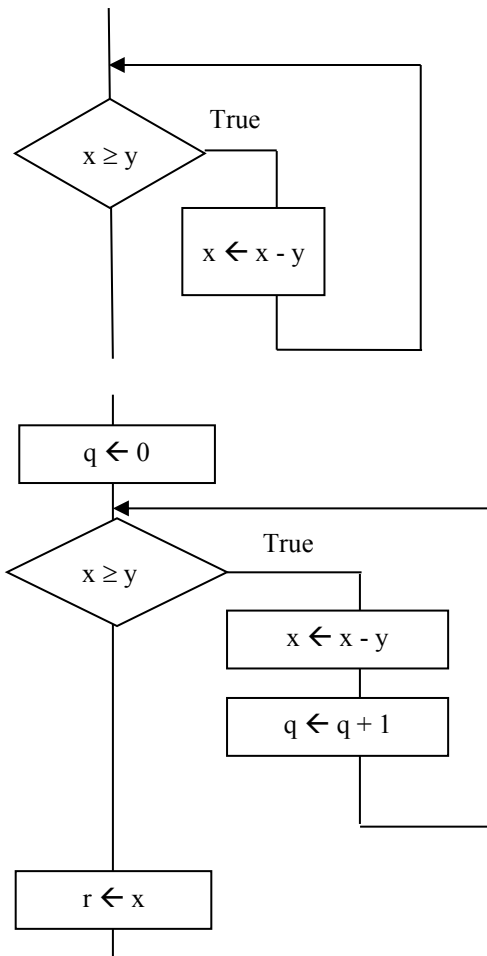 True
x ≥ y
x ← x - y
q ← 0
True
x ≥ y
x ← x - y
q ← q + 1
r ← x